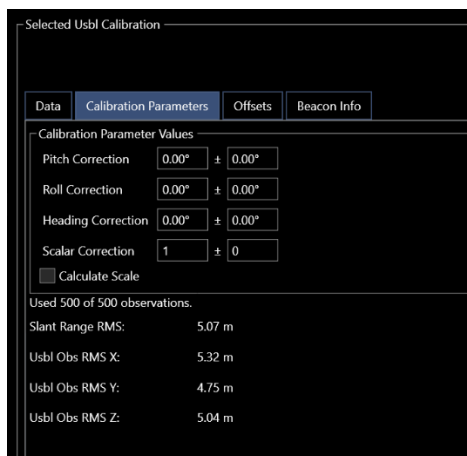 Selected Usbl Calibration
Data Calibration Parameters Offsets Beacon Info
Calibration Parameter Values
Pitch Correction 0.00° ± 0.00°
Roll Correction 0.00° ± 0.00°
Heading Correction 0.00° ± 0.00°
Scalar Correction 1 ± 0
Calculate Scale
Used 500 of 500 observations.
Slant Range RMS: 5.07 m
Usbl Obs RMS X: 5.32 m
Usbl Obs RMS Y: 4.75 m
Usbl Obs RMS Z: 5.04 m